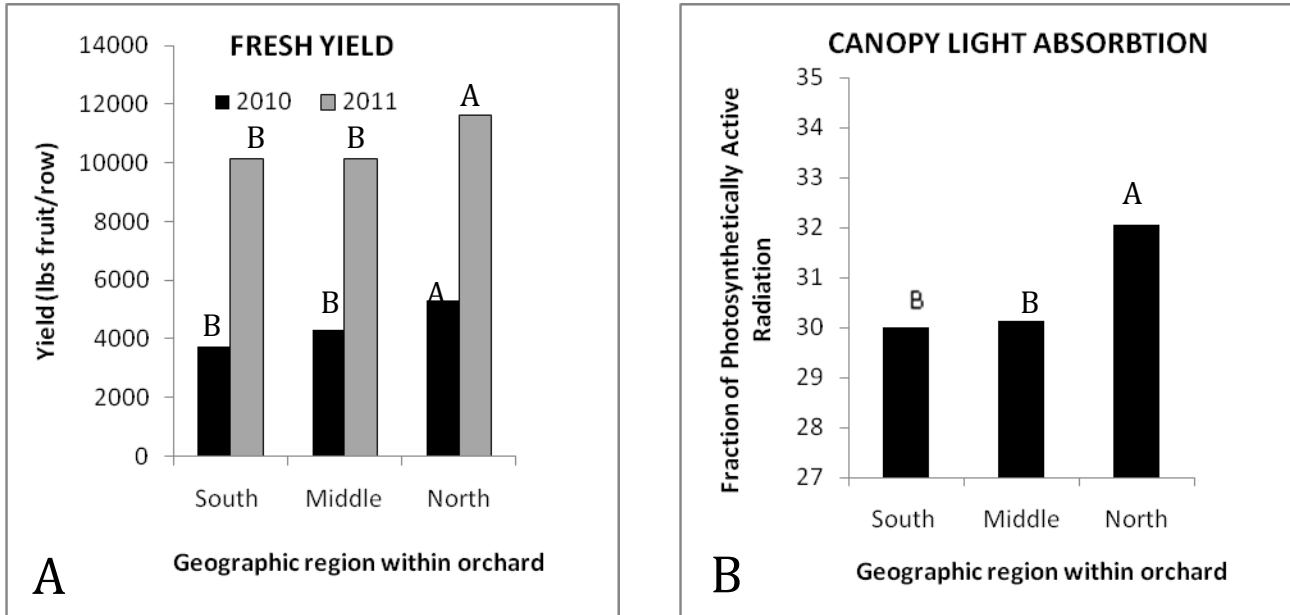 FRESH YIELD
2010 2011
14000
12000
10000
8000
6000
4000
2000
0
Yield (lbs fruit/row)
B
B
B
B
A
A
South Middle North
Geographic region within orchard
A
CANOPY LIGHT ABSORBTION
35
34
33
32
31
30
29
28
27
Fraction of Photosynthetically Active
Radiation
B
B
A
South Middle North
Geographic region within orchard
B